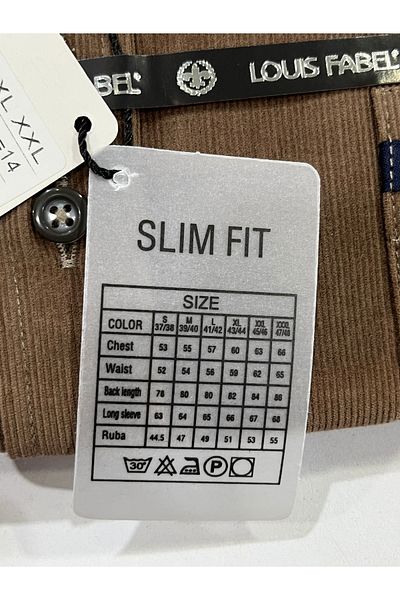 BEL® LOUIS FABEL®
XL XXL
E14
SLIM FIT
SIZE
COLOR S 37/38 M 39/40 L 41/42 XL 43/44 XXL 45/46 XXXL 47/48
Chest 53 55 57 60 63 66
Waist 52 54 56 59 62 65
Back length 78 80 80 82 84 86
Long sleeve 63 64 65 66 67 68
Ruba 44.5 47 49 51 53 55
30° P